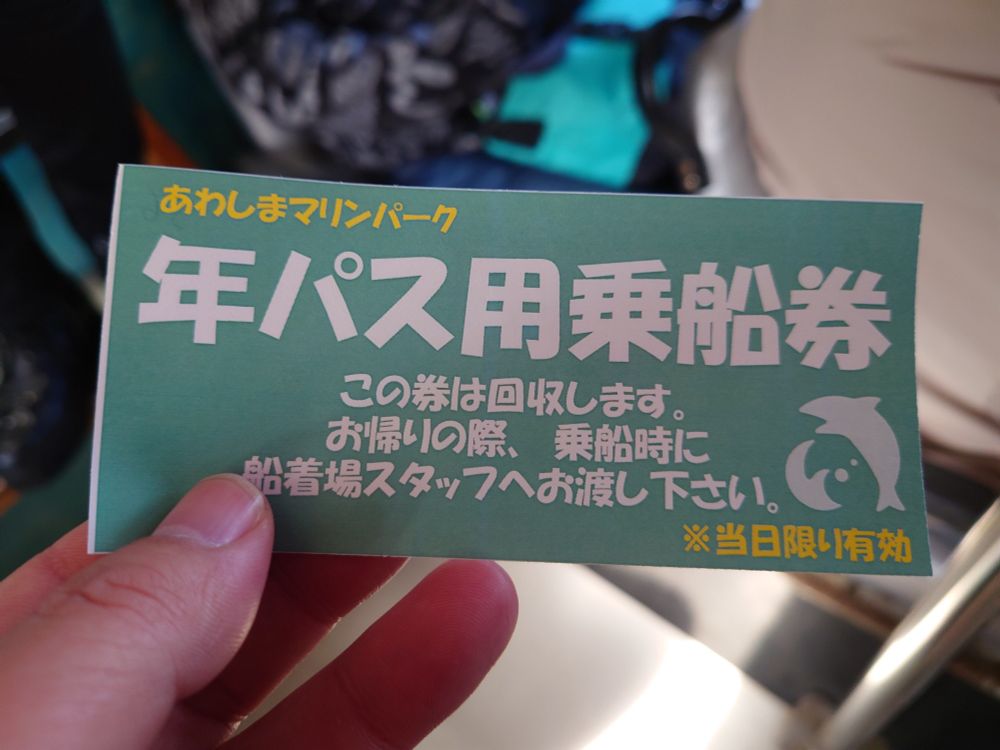 あわしまマリンパーク
年パス用乗船券
この券は回収します。
お帰りの際、乗船時に
船着場スタッフへお渡し下さい。
※当日限り有効